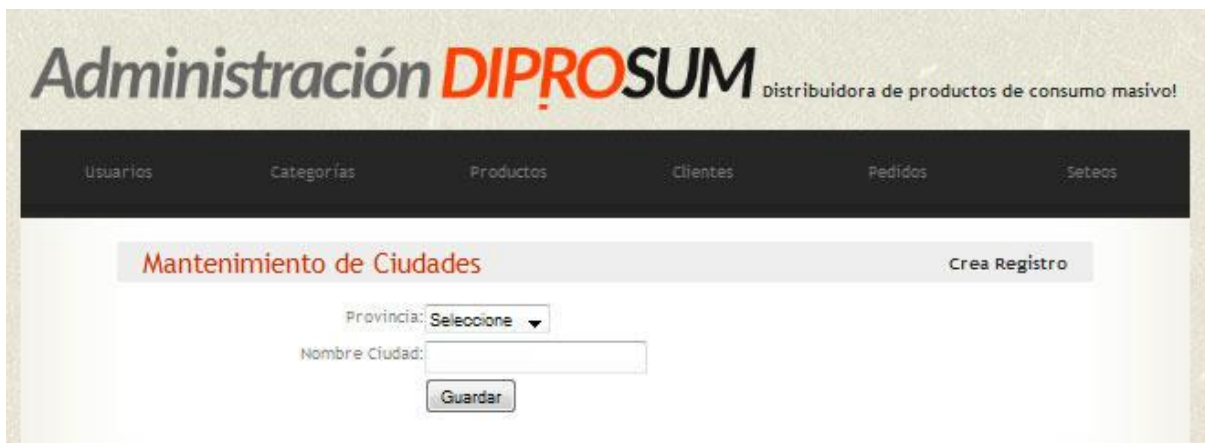 Administración DIPROSUM Distribuidora de productos de consumo masivo!
Usuarios Categorías Productos Clientes Pedidos Seteos
Mantenimiento de Ciudades Crea Registro
Provincia: Seleccione
Nombre Ciudad:
Guardar